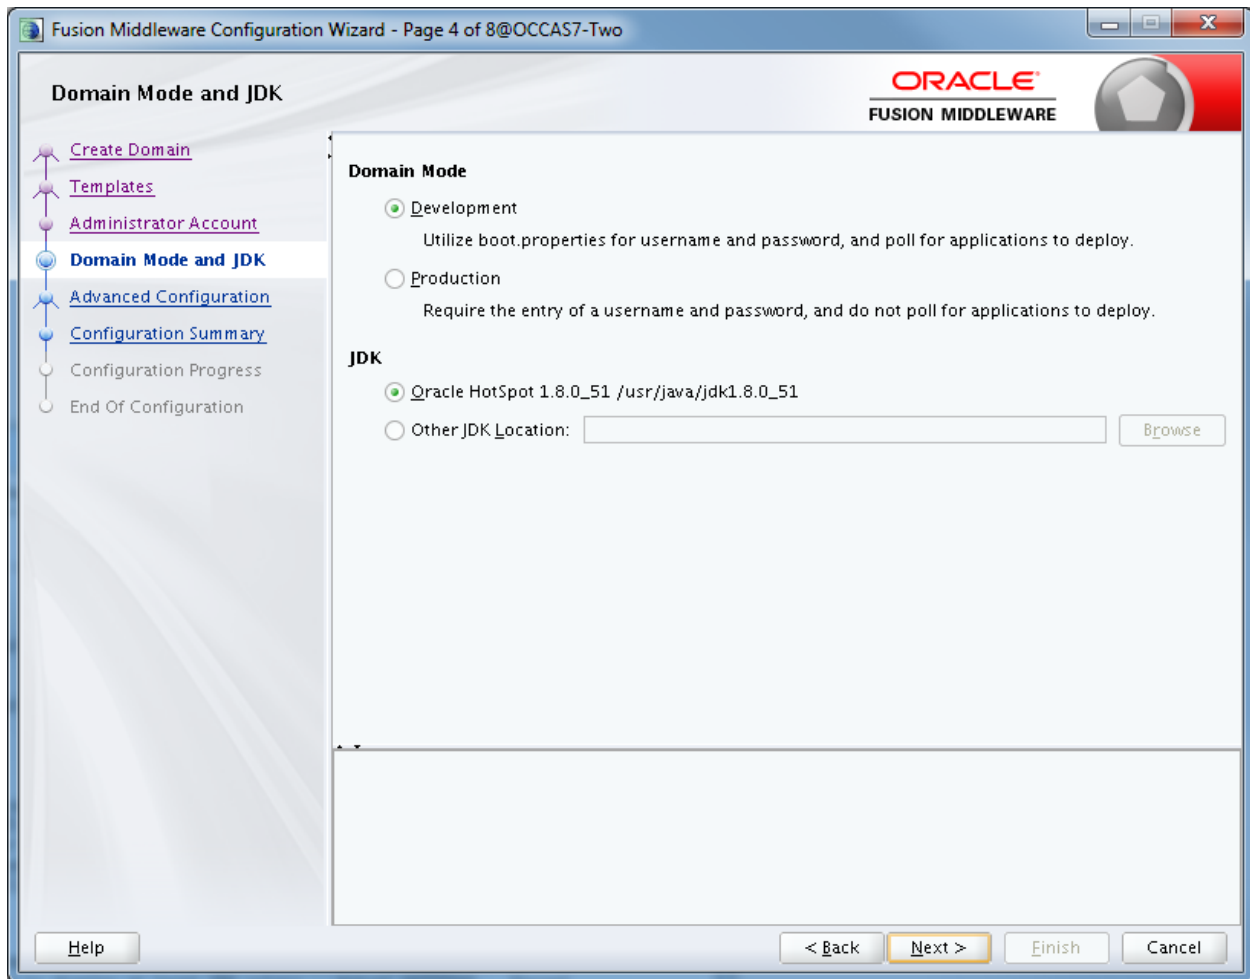 Fusion Middleware Configuration Wizard - Page 4 of 8@OCCAS7-Two
Domain Mode and JDK
ORACLE
FUSION MIDDLEWARE
Create Domain
Templates
Administrator Account
Domain Mode and JDK
Advanced Configuration
Configuration Summary
Configuration Progress
End Of Configuration
Domain Mode
Development
Utilize boot.properties for username and password, and poll for applications to deploy.
Production
Require the entry of a username and password, and do not poll for applications to deploy.
JDK
Oracle HotSpot 1.8.0_51 /usr/java/jdk1.8.0_51
Other JDK Location: Browse
Help < Back Next > Finish Cancel